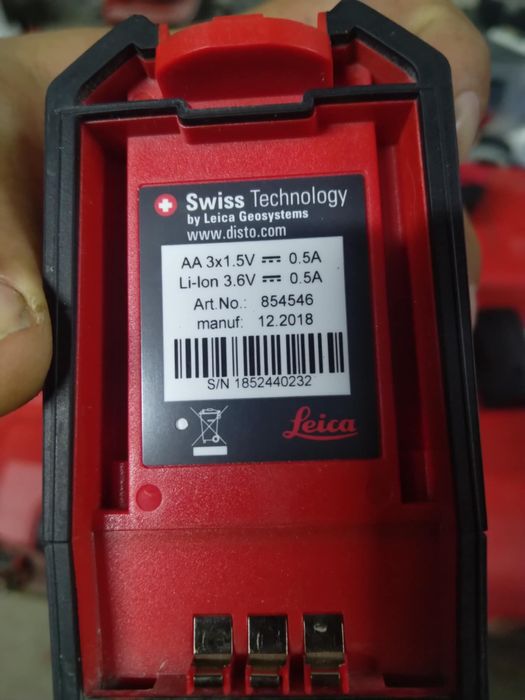 Swiss Technology
by Leica Geosystems
www.disto.com
AA 3x1.5V ⎓ 0.5A
Li-Ion 3.6V ⎓ 0.5A
Art.No.: 854546
manuf: 12.2018
S/N 1852440232
Leica